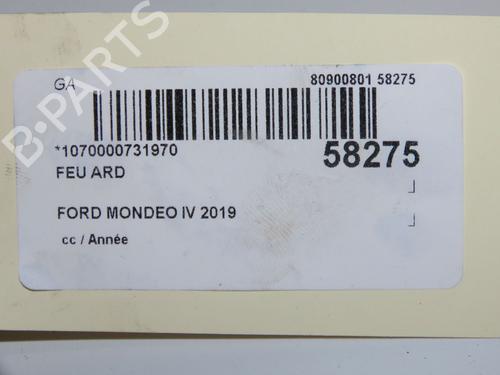 GA 80900801 58275
*1070000731970 58275
FEU ARD
FORD MONDEO IV 2019
cc / Année
B-PARTS